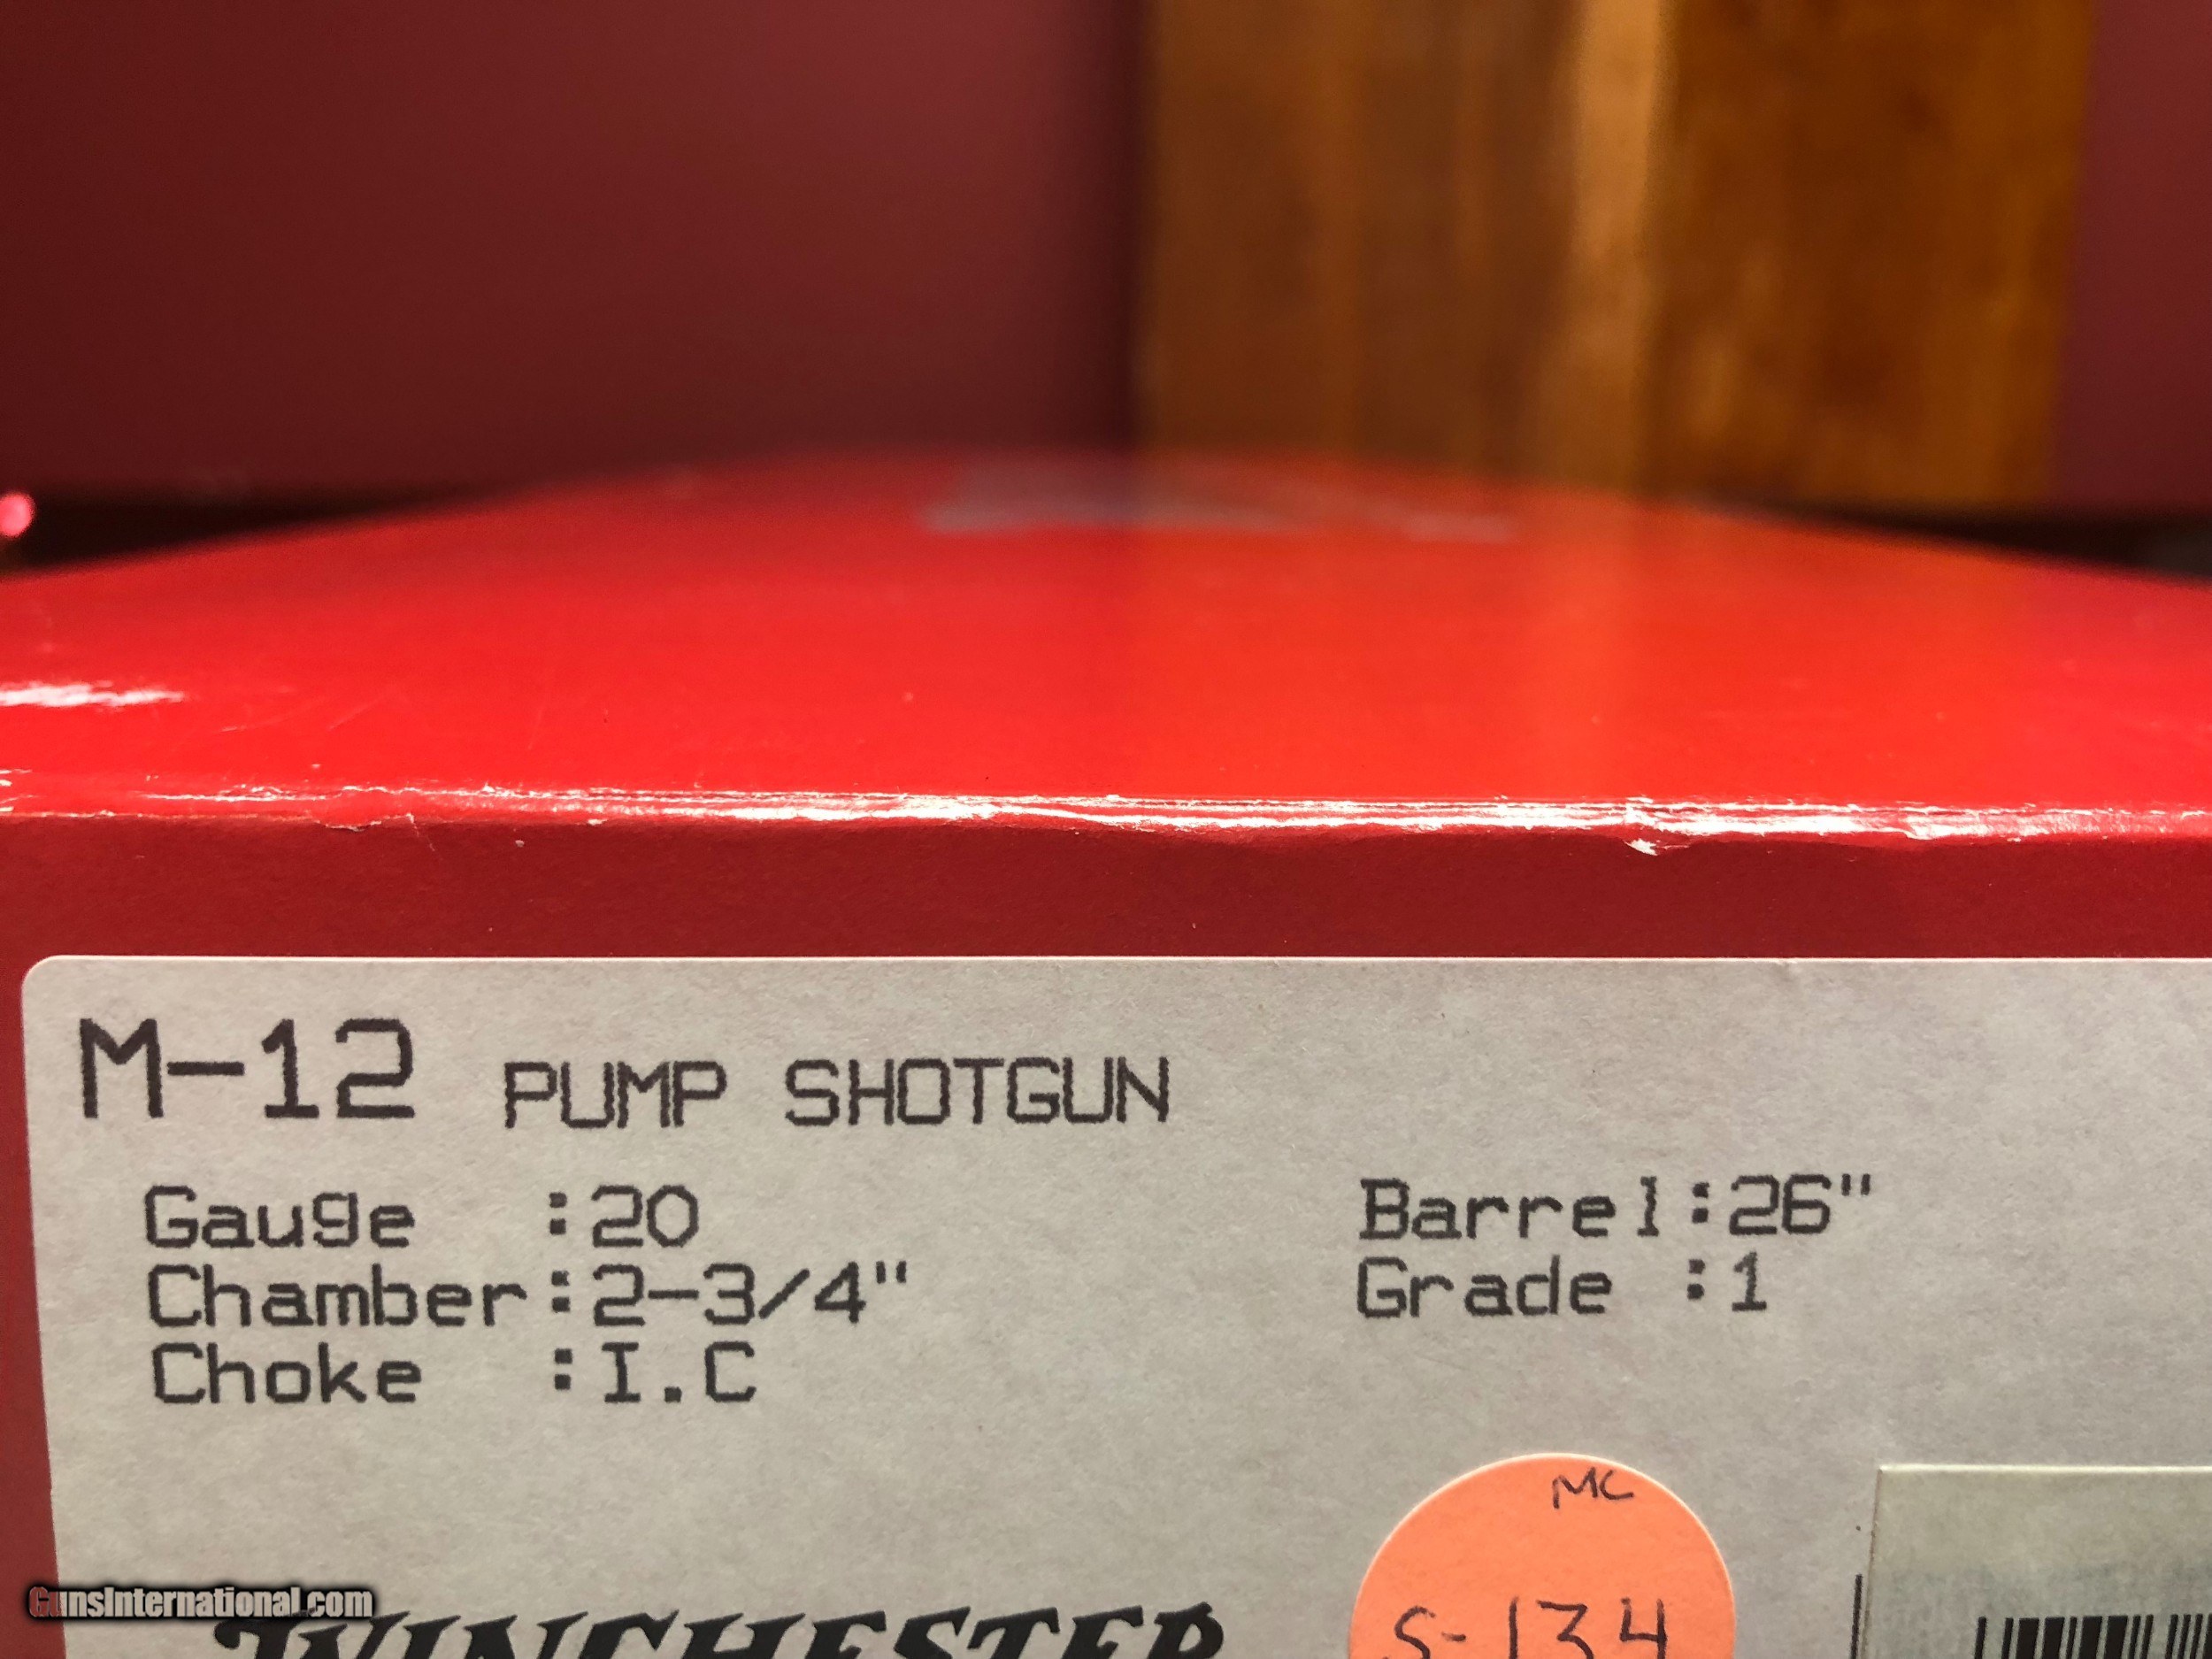 M-12 PUMP SHOTGUN
Gauge :20
Chamber:2-3/4"
Choke :I.C
Barrel:26"
Grade :1
MC
S-134
WINCHESTER
GunsInternational.com